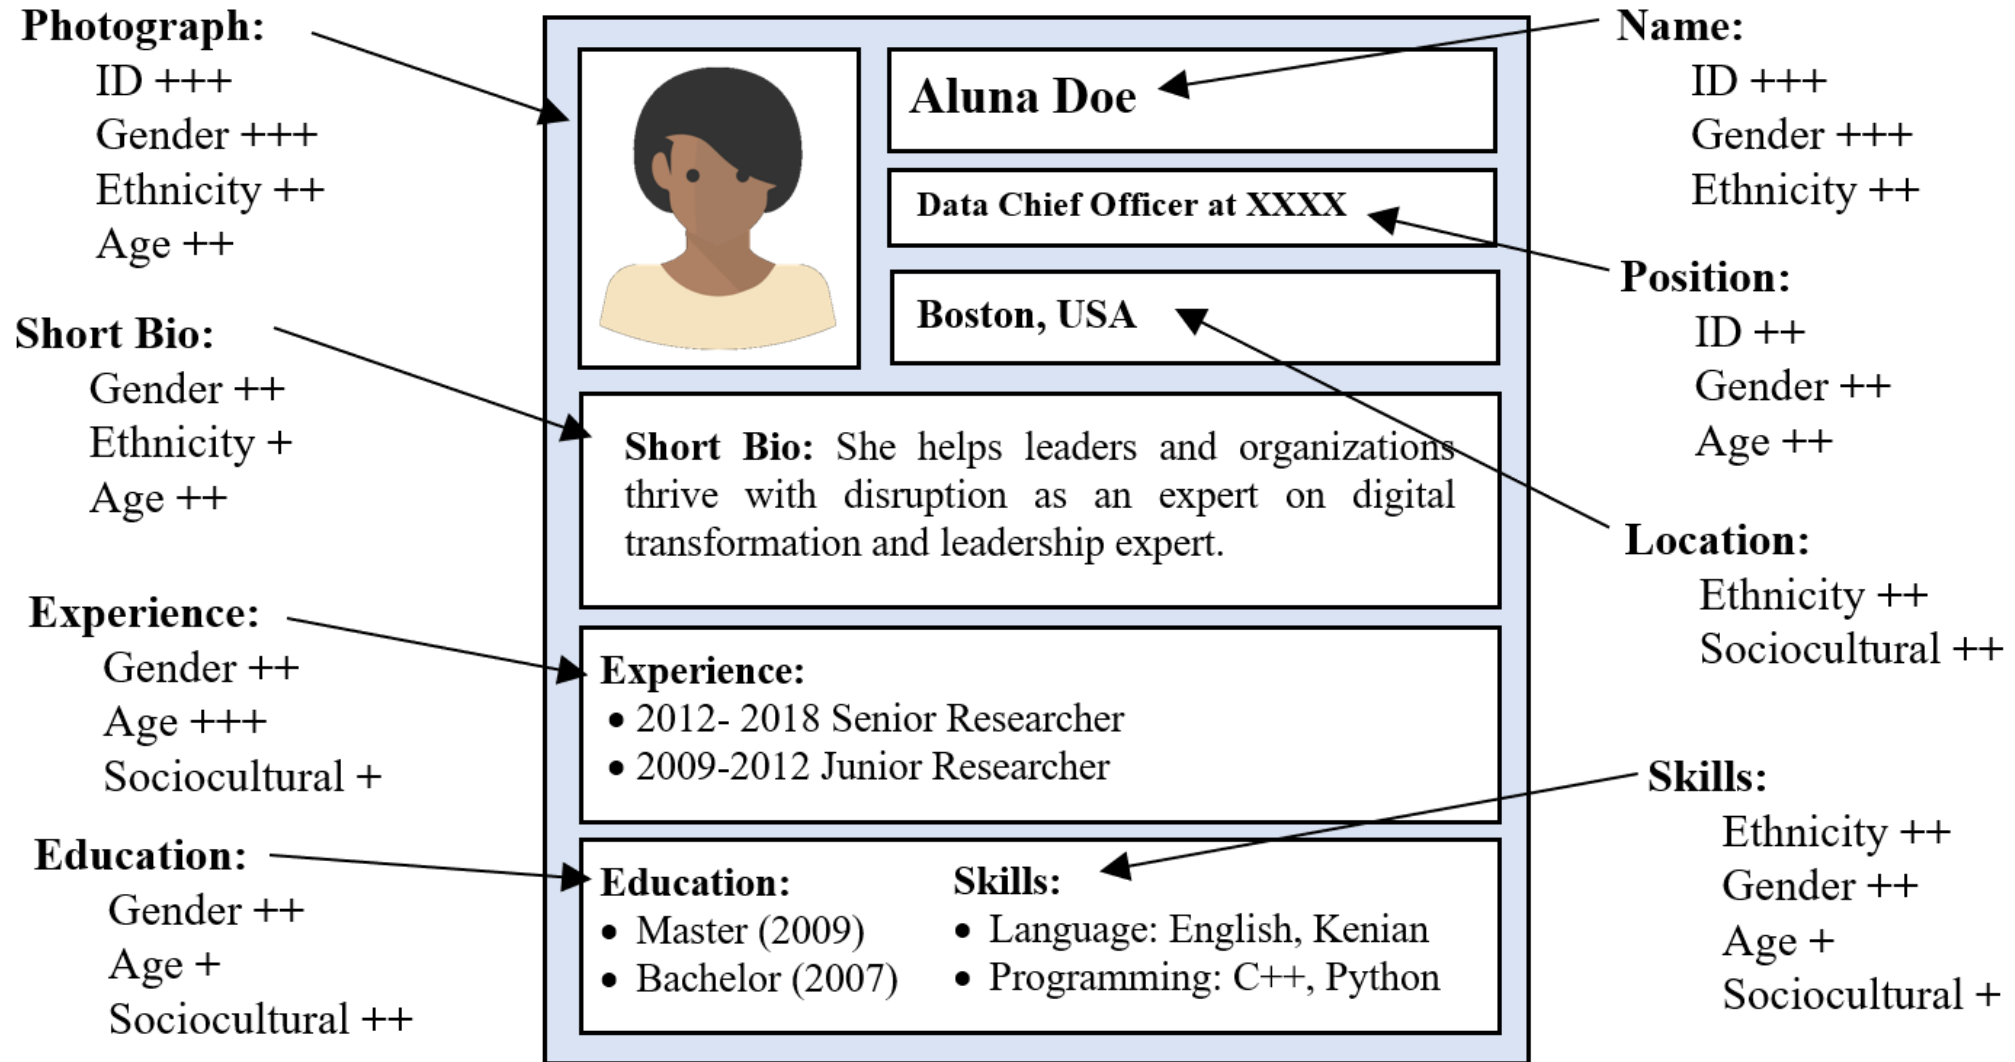 Photograph:
ID +++
Gender +++
Ethnicity ++
Age ++
Short Bio:
Gender ++
Ethnicity +
Age ++
Experience:
Gender ++
Age +++
Sociocultural +
Education:
Gender ++
Age +
Sociocultural ++
Aluna Doe
Data Chief Officer at XXXX
Boston, USA
Short Bio: She helps leaders and organizations
thrive with disruption as an expert on digital
transformation and leadership expert.
Experience:
• 2012- 2018 Senior Researcher
• 2009-2012 Junior Researcher
Education:
• Master (2009)
• Bachelor (2007)
Skills:
• Language: English, Kenian
• Programming: C++, Python
Name:
ID +++
Gender +++
Ethnicity ++
Position:
ID ++
Gender ++
Age ++
Location:
Ethnicity ++
Sociocultural ++
Skills:
Ethnicity ++
Gender ++
Age +
Sociocultural +